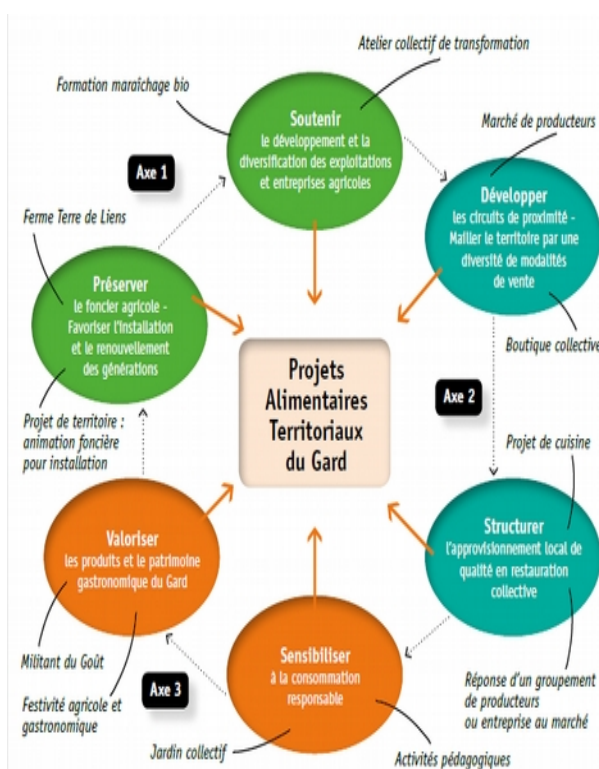 Atelier collectif de transformation
Formation maraîchage bio
Soutenir
le développement et la
diversification des exploitations
et entreprises agricoles
Marché de producteurs
Axe 1
Développer
les circuits de proximité -
Mailler le territoire par une
diversité de modalités
de vente
Ferme Terre de Liens
Préserver
le foncier agricole -
Favoriser l'installation
et le renouvellement
des générations
Boutique collective
Projets
Alimentaires
Territoriaux
du Gard
Axe 2
Projet de territoire :
animation foncière
pour installation
Projet de cuisine
Valoriser
les produits et le patrimoine
gastronomique du Gard
Structurer
l'approvisionnement local de
qualité en restauration
collective
Sensibiliser
à la consommation
responsable
Militant du Goût
Axe 3
Festivité agricole et
gastronomique
Réponse d'un groupement
de producteurs
ou entreprise au marché
Jardin collectif
Activités pédagogiques